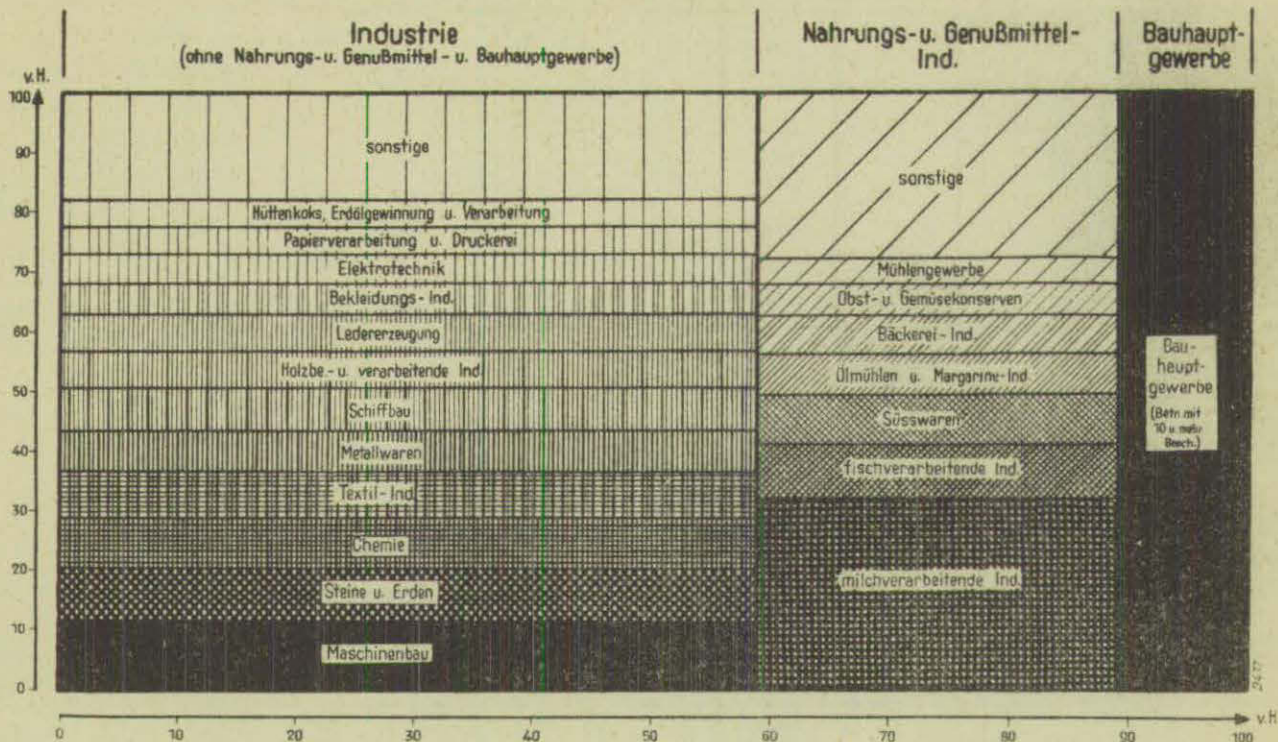 Industrie
(ohne Nahrungs-u. Genußmittel-u. Bauhauptgewerbe)
Nahrungs-u. Genußmittel-
Ind.
Bauhaupt-
gewerbe
v.H.
100
90
80
70
60
50
40
30
20
10
0
sonstige
Hüttenkoks, Erdölgewinnung u. Verarbeitung
Papierverarbeitung u. Druckerei
Elektrotechnik
Bekleidungs-Ind.
Ledererzeugung
Holzbe.-u. verarbeitende Ind.
Schiffbau
Metallwaren
Textil-Ind.
Chemie
Steine u. Erden
Maschinenbau
sonstige
Mühlengewerbe
Obst-u. Gemüsekonserven
Bäckerei-Ind.
Ölmühlen u. Margarine-Ind.
Süsswaren
fischverarbeitende Ind.
milchverarbeitende Ind.
Bau-
haupt-
gewerbe
(Betr. mit
10 u. mehr
Besch.)
2417
0 10 20 30 40 50 60 70 80 90 100
v.H.